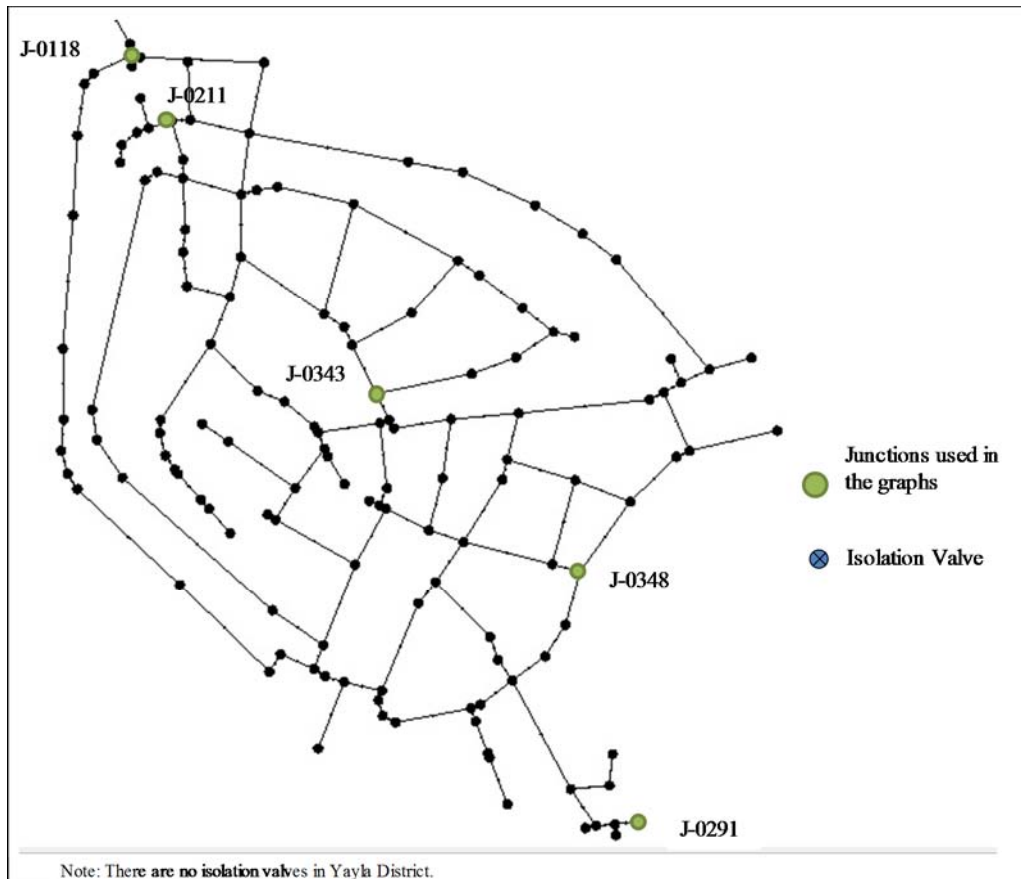 J-0118
J-0211
J-0343
Junctions used in
the graphs
Isolation Valve
J-0348
J-0291
Note: There are no isolation valves in Yayla District.